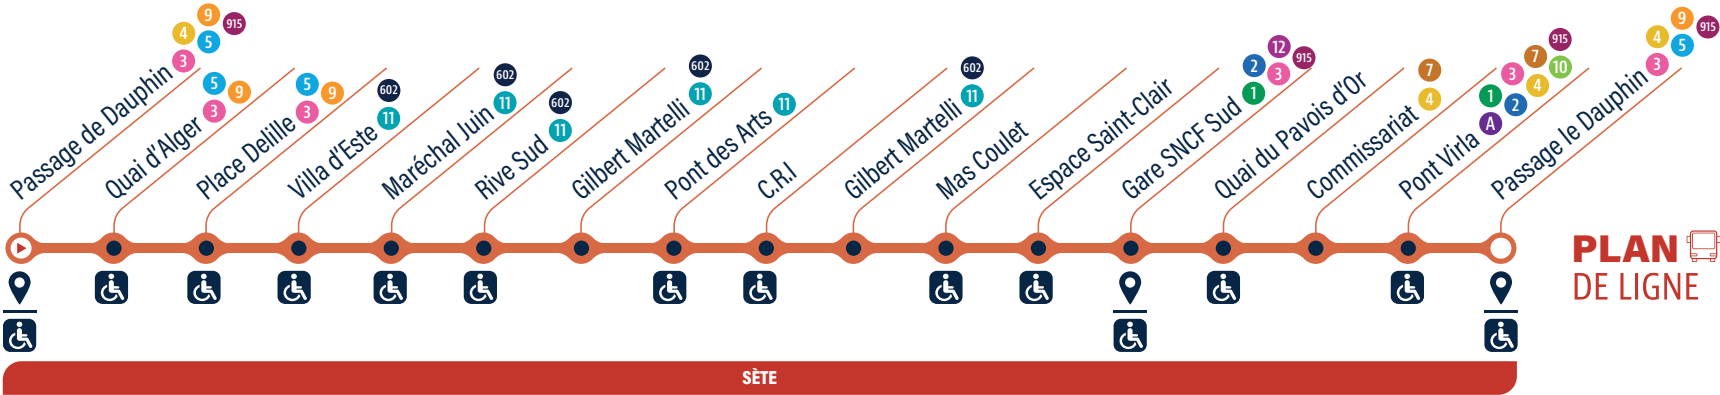 Passage de Dauphin
3 4 5 9 915
Quai d'Alger
3 5 9
Place Delille
3 5 9
Villa d'Este
11 602
Maréchal Juin
11 602
Rive Sud
11 602
Gilbert Martelli
11 602
Pont des Arts
11
C.R.I
Gilbert Martelli
11 602
Mas Coulet
Espace Saint-Clair
Gare SNCF Sud
1 2 3 12 915
Quai du Pavois d'Or
Commissariat
4 7
Pont Virla
A 1 2 3 4 7 10 915
Passage le Dauphin
3 4 5 9 915
PLAN
DE LIGNE
SÈTE